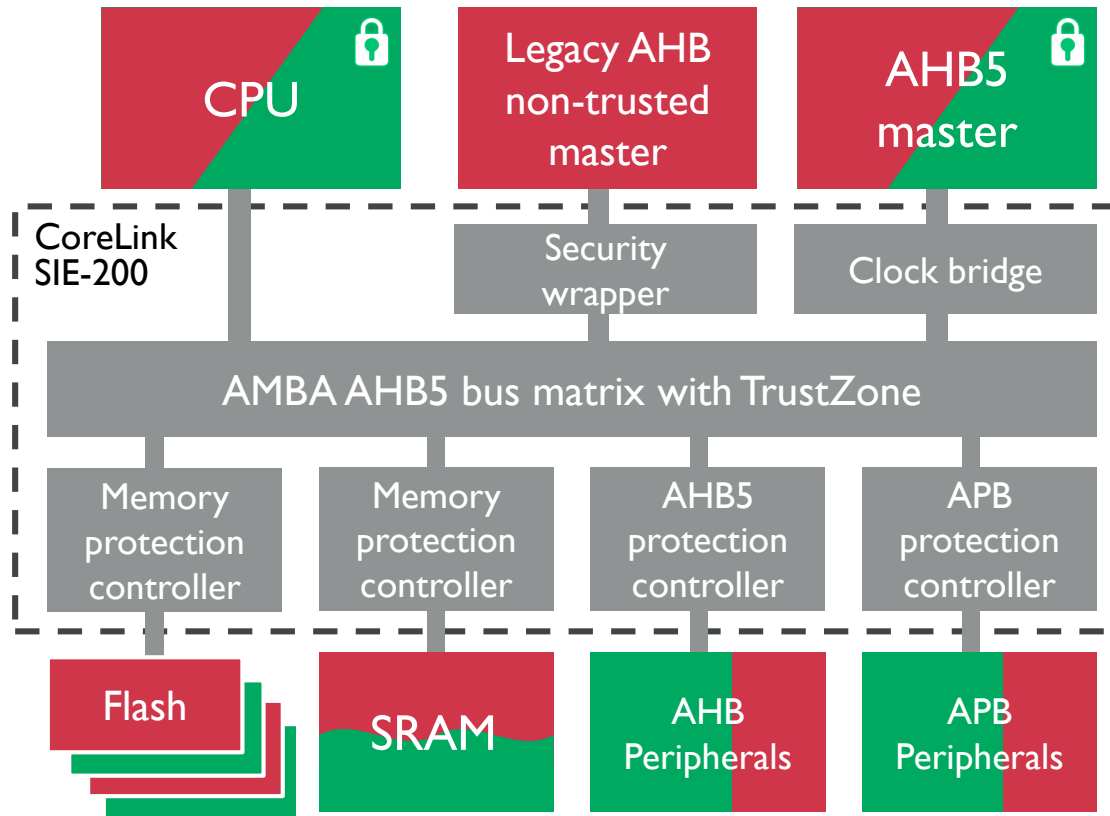 CPU
Legacy AHB
non-trusted
master
AHB5
master
CoreLink
SIE-200
Security
wrapper
Clock bridge
AMBA AHB5 bus matrix with TrustZone
Memory
protection
controller
Memory
protection
controller
AHB5
protection
controller
APB
protection
controller
Flash
SRAM
AHB
Peripherals
APB
Peripherals